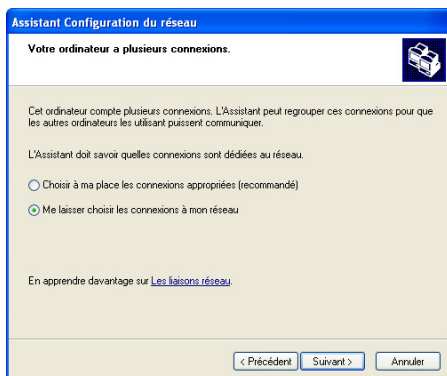 Assistant Configuration du réseau
Votre ordinateur a plusieurs connexions.
Cet ordinateur compte plusieurs connexions. L'Assistant peut regrouper ces connexions pour que
les autres ordinateurs les utilisant puissent communiquer.
L'Assistant doit savoir quelles connexions sont dédiées au réseau.
Choisir à ma place les connexions appropriées (recommandé)
Me laisser choisir les connexions à mon réseau
En apprendre davantage sur Les liaisons réseau.
< Précédent Suivant > Annuler